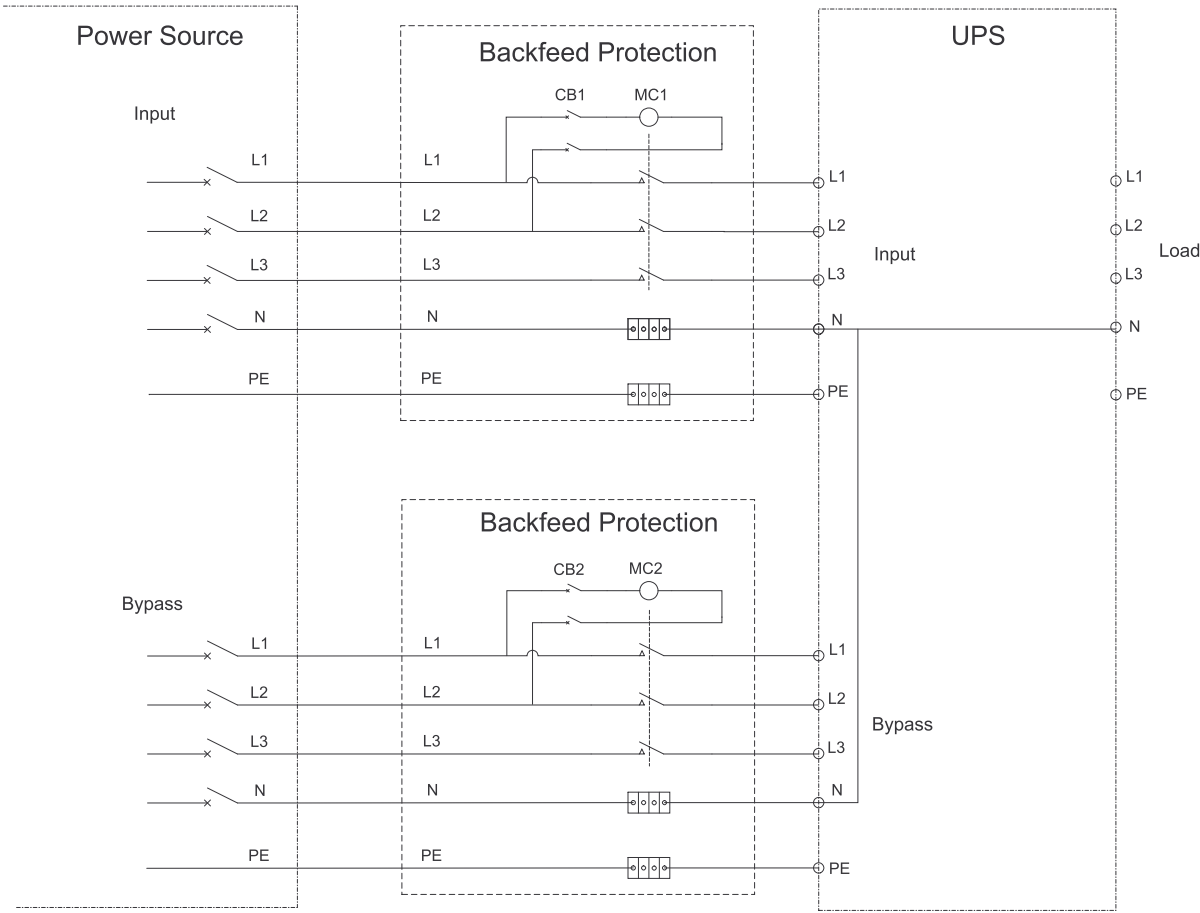 Power Source
Backfeed Protection
UPS
CB1 MC1
Input
L1 L1 L1 L1
L2 L2 L2 L2
Input Load
L3 L3 L3 L3
N N N N
PE PE PE PE
Backfeed Protection
CB2 MC2
Bypass
L1 L1 L1
L2 L2 L2
Bypass
L3 L3 L3
N N N
PE PE PE